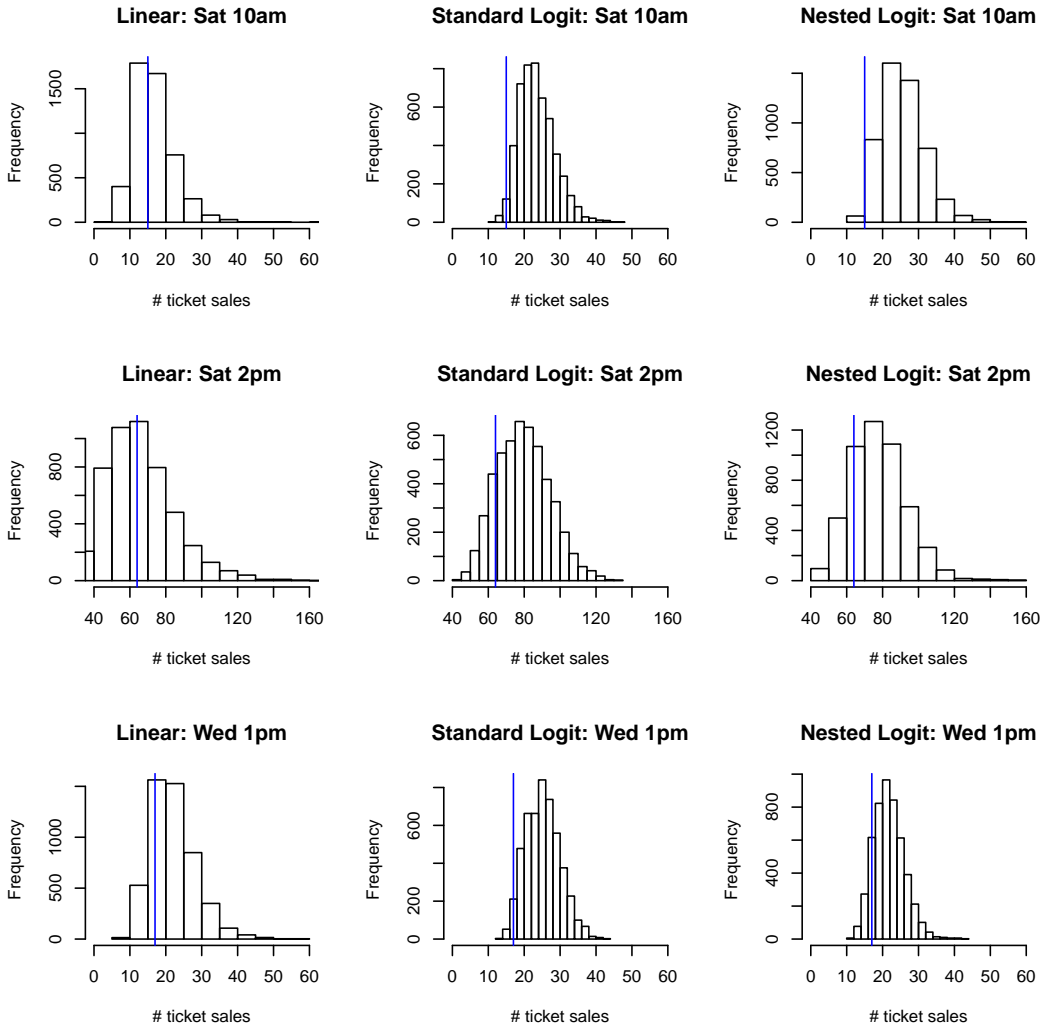 Linear: Sat 10am
Frequency
0
500
1500
0 10 20 30 40 50 60
# ticket sales
Standard Logit: Sat 10am
Frequency
0
200
600
0 10 20 30 40 50 60
# ticket sales
Nested Logit: Sat 10am
Frequency
0
500
1000
0 10 20 30 40 50 60
# ticket sales
Linear: Sat 2pm
Frequency
0
400
800
40 60 80 120 160
# ticket sales
Standard Logit: Sat 2pm
Frequency
0
200
400
600
40 60 80 120 160
# ticket sales
Nested Logit: Sat 2pm
Frequency
0
400
800
1200
40 60 80 120 160
# ticket sales
Linear: Wed 1pm
Frequency
0
500
1000
0 10 20 30 40 50 60
# ticket sales
Standard Logit: Wed 1pm
Frequency
0
200
600
0 10 20 30 40 50 60
# ticket sales
Nested Logit: Wed 1pm
Frequency
0
400
800
0 10 20 30 40 50 60
# ticket sales